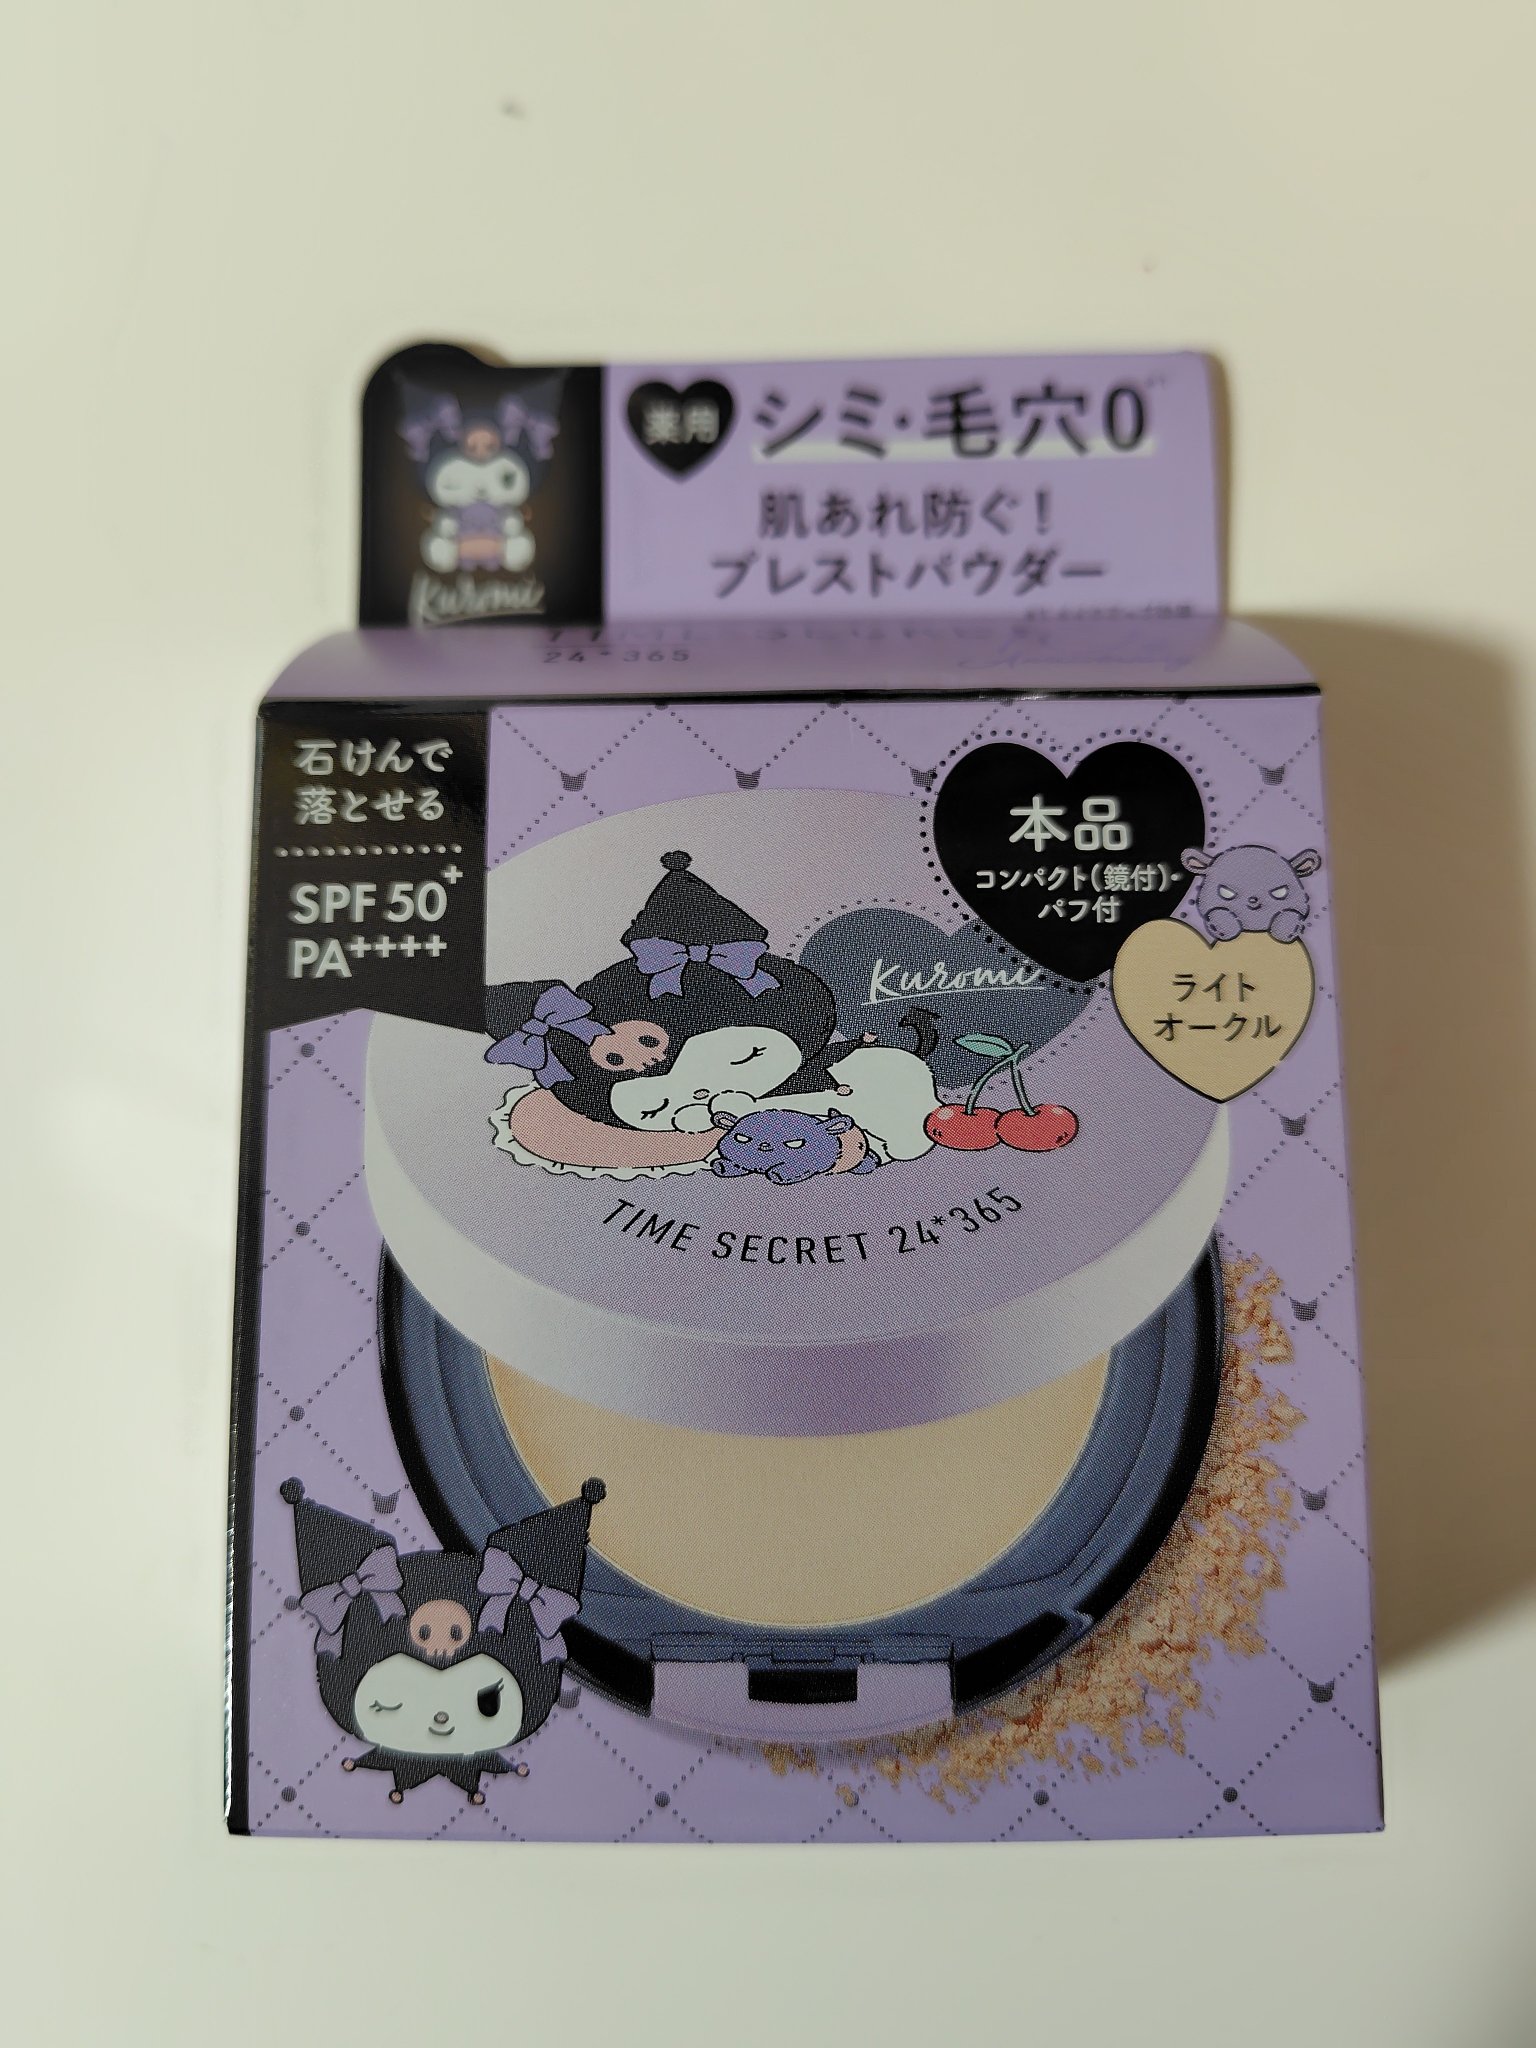 薬用
シミ・毛穴0
肌あれ防ぐ!
プレストパウダー
Kuromi
24*365
石けんで
落とせる
SPF 50+
PA++++
本品
コンパクト(鏡付)・
パフ付
ライト
オークル
Kuromi
TIME SECRET 24*365